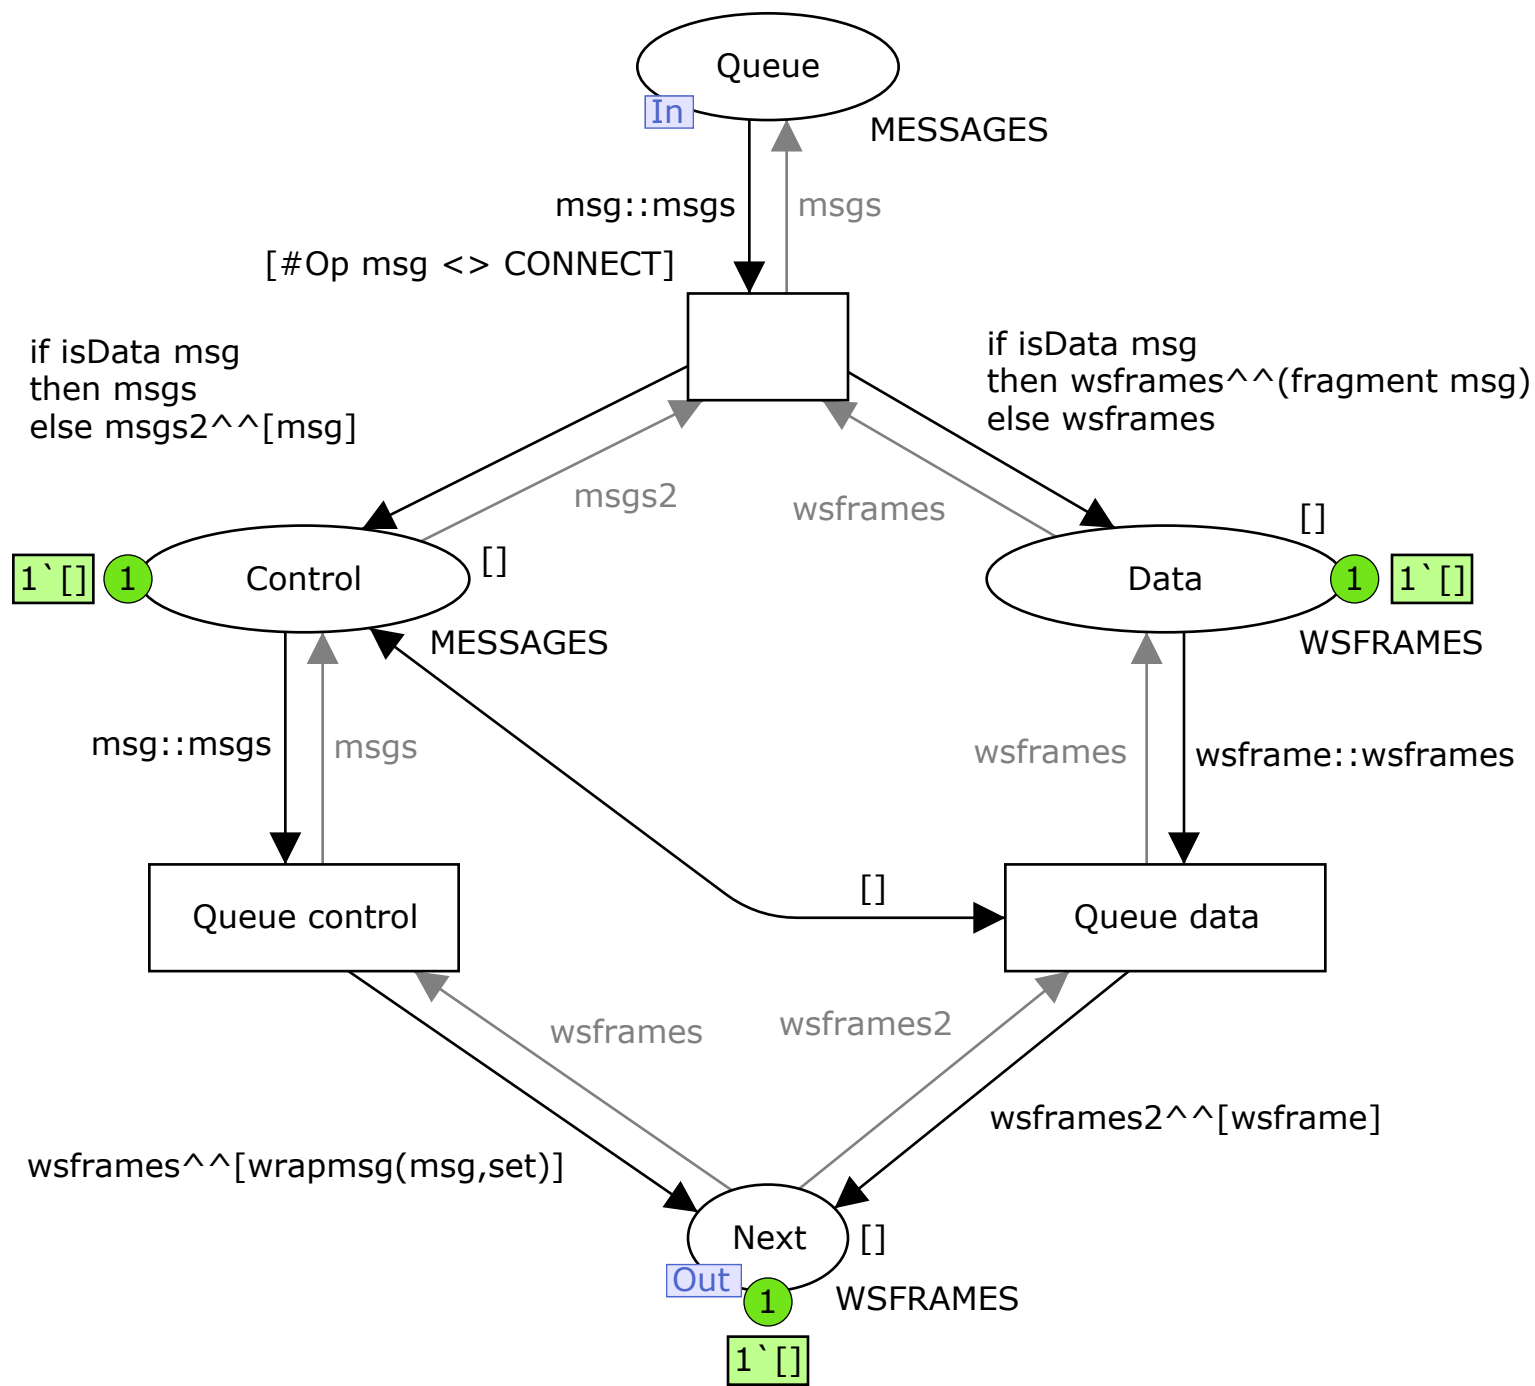 Queue
In
MESSAGES
msg::msgs
msgs
[#Op msg <> CONNECT]
if isData msg
then msgs
else msgs2^^[msg]
if isData msg
then wsframes^^(fragment msg)
else wsframes
msgs2
wsframes
[]
[]
1`[]
1
Control
Data
1
1`[]
MESSAGES
WSFRAMES
msg::msgs
msgs
wsframes
wsframe::wsframes
[]
Queue control
Queue data
wsframes
wsframes2
wsframes^^[wrapmsg(msg,set)]
wsframes2^^[wsframe]
Next
[]
Out
1
WSFRAMES
1`[]